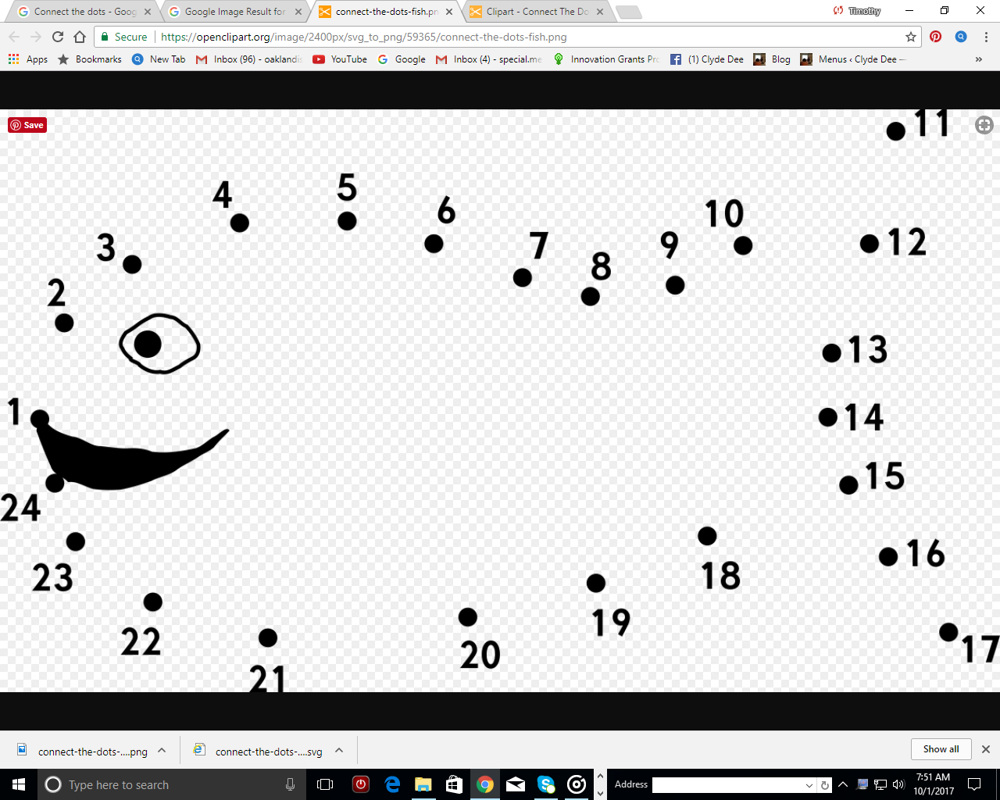 Connect the dots - Goog
Google Image Result for
connect-the-dots-fish.pn
Clipart - Connect The Do
Timothy
Secure
https://openclipart.org/image/2400px/svg_to_png/59365/connect-the-dots-fish.png
Apps
Bookmarks
New Tab
Inbox (96) - oaklandis
YouTube
Google
Inbox (4) - special.me
Innovation Grants Pro
(1) Clyde Dee
Blog
Menus ‹ Clyde Dee —
»
Save
11
4
5
6
10
3
7
9
12
8
2
13
1
14
15
24
16
23
18
22
19
20
17
21
connect-the-dots-....png
connect-the-dots-....svg
Show all
Type here to search
Address
7:51 AM
10/1/2017